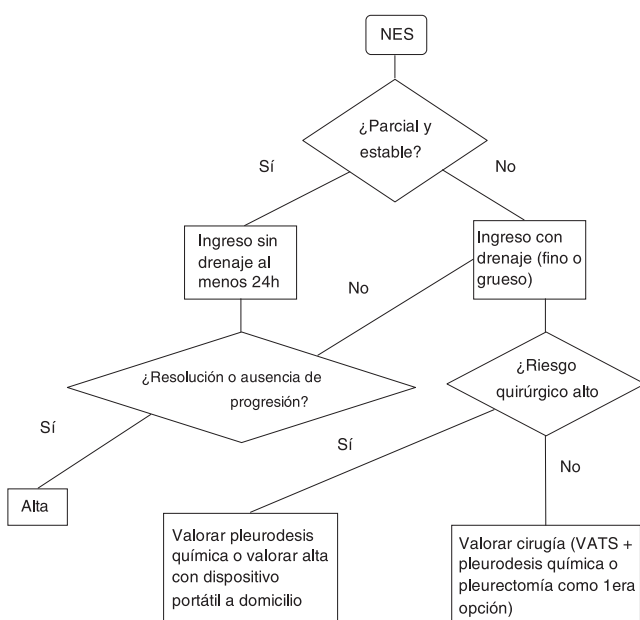 NES
¿Parcial y
estable?
Sí
No
Ingreso sin
drenaje al
menos 24h
Ingreso con
drenaje (fino o
grueso)
No
¿Resolución o ausencia de
progresión?
¿Riesgo
quirúrgico alto
Sí
Sí
No
Alta
Valorar pleurodesis
química o valorar alta
con dispositivo
portátil a domicilio
Valorar cirugía (VATS +
pleurodesis química o
pleurectomía como 1era
opción)